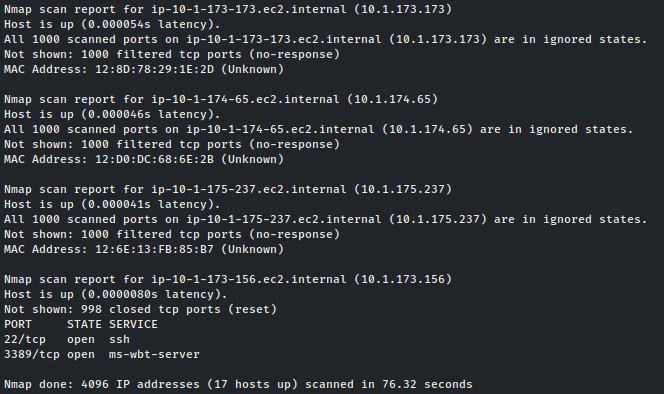 Nmap scan report for ip-10-1-173-173.ec2.internal (10.1.173.173)
Host is up (0.000054s latency).
All 1000 scanned ports on ip-10-1-173-173.ec2.internal (10.1.173.173) are in ignored states.
Not shown: 1000 filtered tcp ports (no-response)
MAC Address: 12:8D:78:29:1E:2D (Unknown)

Nmap scan report for ip-10-1-174-65.ec2.internal (10.1.174.65)
Host is up (0.000046s latency).
All 1000 scanned ports on ip-10-1-174-65.ec2.internal (10.1.174.65) are in ignored states.
Not shown: 1000 filtered tcp ports (no-response)
MAC Address: 12:D0:DC:68:6E:2B (Unknown)

Nmap scan report for ip-10-1-175-237.ec2.internal (10.1.175.237)
Host is up (0.000041s latency).
All 1000 scanned ports on ip-10-1-175-237.ec2.internal (10.1.175.237) are in ignored states.
Not shown: 1000 filtered tcp ports (no-response)
MAC Address: 12:6E:13:FB:85:B7 (Unknown)

Nmap scan report for ip-10-1-173-156.ec2.internal (10.1.173.156)
Host is up (0.0000080s latency).
Not shown: 998 closed tcp ports (reset)
PORT     STATE SERVICE
22/tcp   open  ssh
3389/tcp open  ms-wbt-server

Nmap done: 4096 IP addresses (17 hosts up) scanned in 76.32 seconds